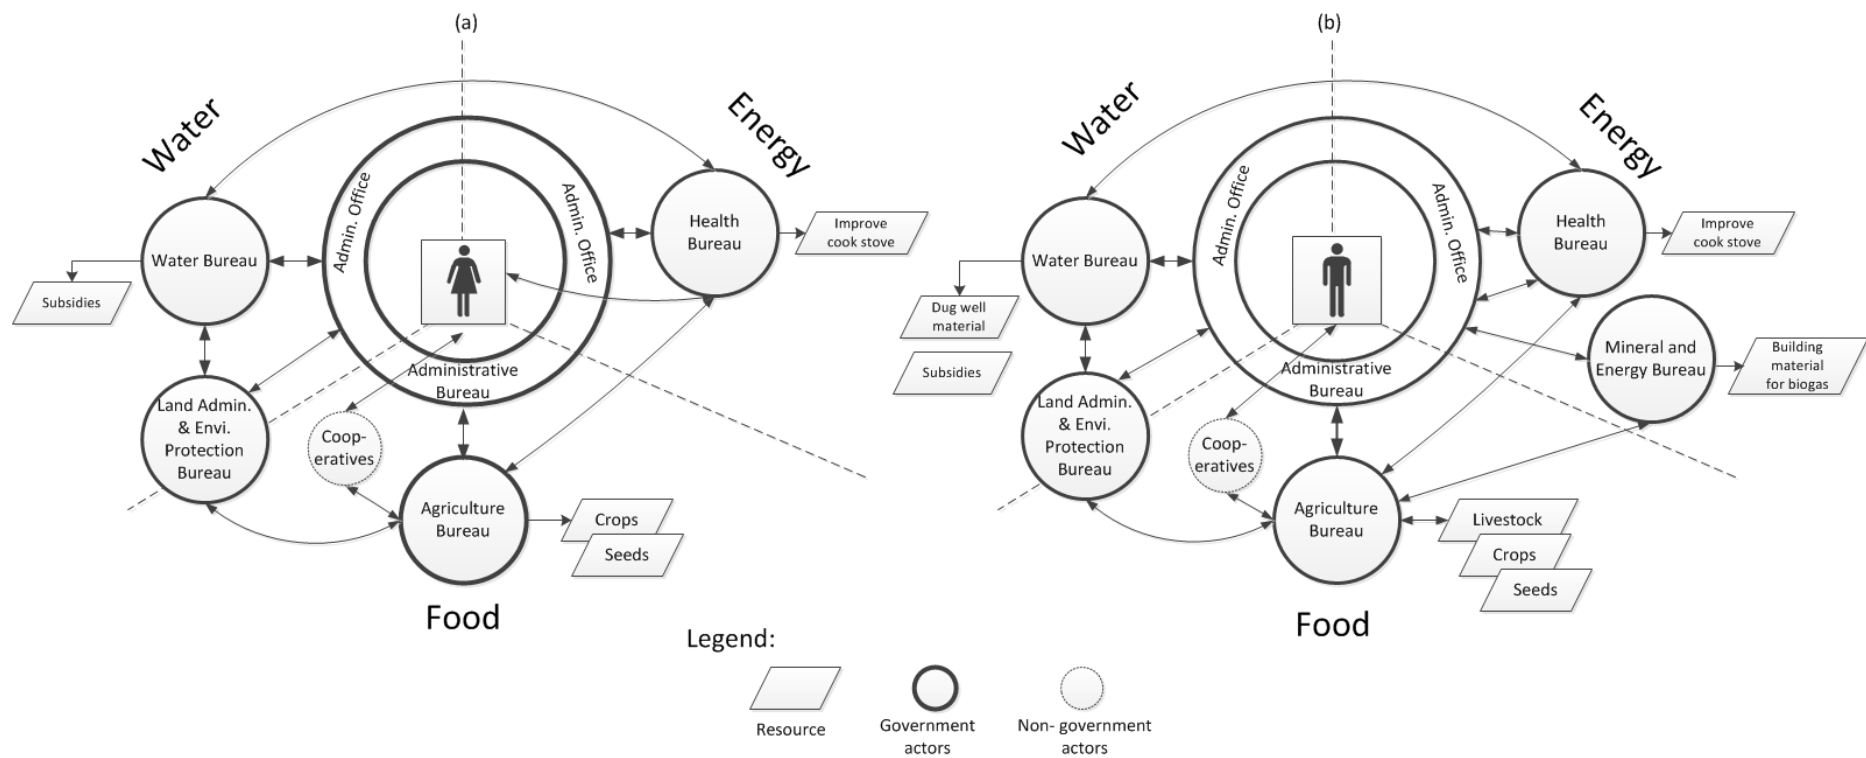 (a)
Water
Energy
Admin. Office
Admin. Office
Health
Bureau
Improve
cook stove
Water Bureau
Subsidies
Administrative
Bureau
Land Admin.
& Envi.
Protection
Bureau
Coop-
eratives
Agriculture
Bureau
Crops
Seeds
Food
(b)
Water
Energy
Admin. Office
Admin. Office
Health
Bureau
Improve
cook stove
Water Bureau
Dug well
material
Subsidies
Mineral and
Energy Bureau
Building
material
for biogas
Administrative
Bureau
Land Admin.
& Envi.
Protection
Bureau
Coop-
eratives
Agriculture
Bureau
Livestock
Crops
Seeds
Food
Legend:
Resource
Government
actors
Non- government
actors